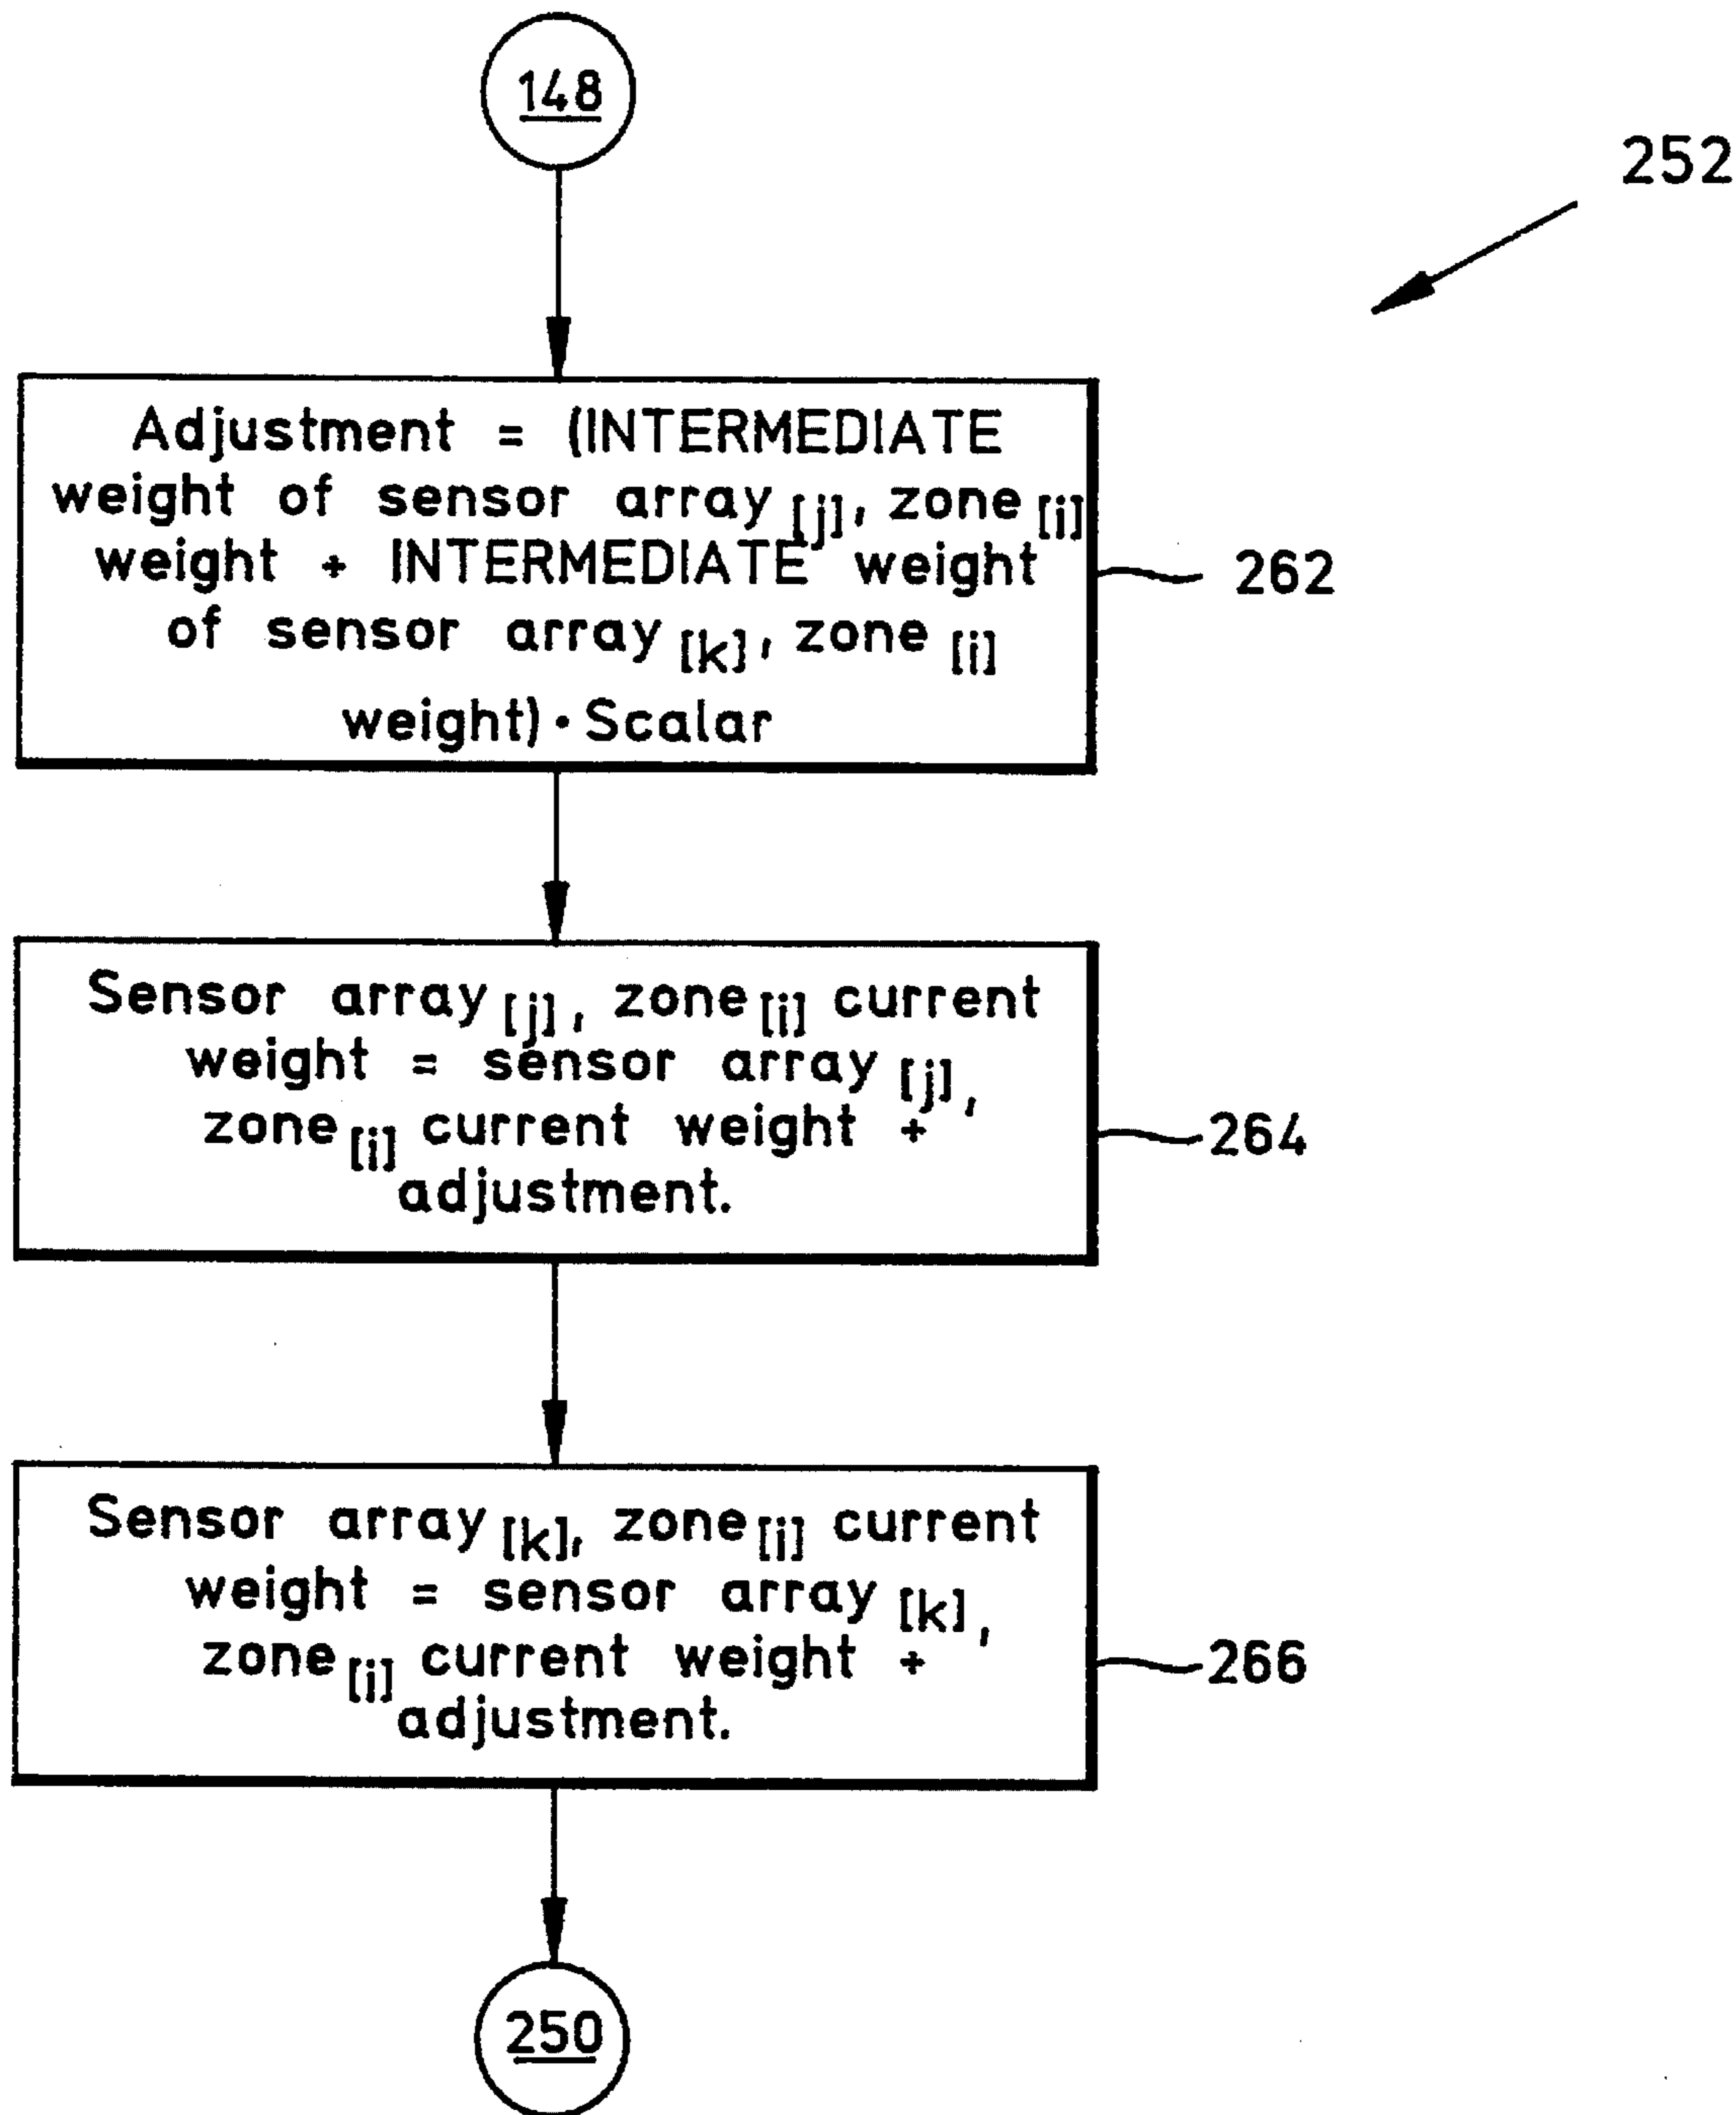 148
252
Adjustment = (INTERMEDIATE
weight of sensor array[j], zone[i]
weight + INTERMEDIATE weight
of sensor array[k], zone [i]
weight) • Scalar
262
Sensor array[j], zone[i] current
weight = sensor array [j],
zone[i] current weight +
adjustment.
264
Sensor array[k], zone[i] current
weight = sensor array [k],
zone[i] current weight +
adjustment.
266
250